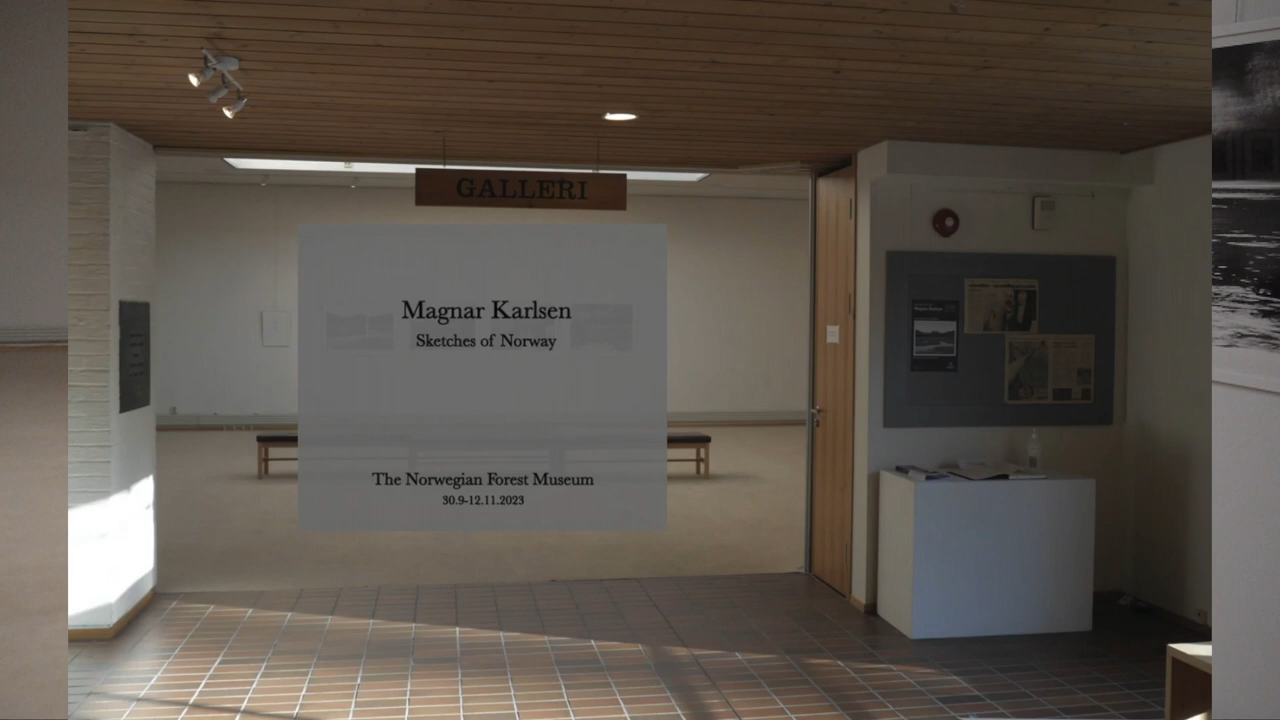 GALLERI
Magnar Karlsen
Sketches of Norway
The Norwegian Forest Museum
30.9-12.11.2023